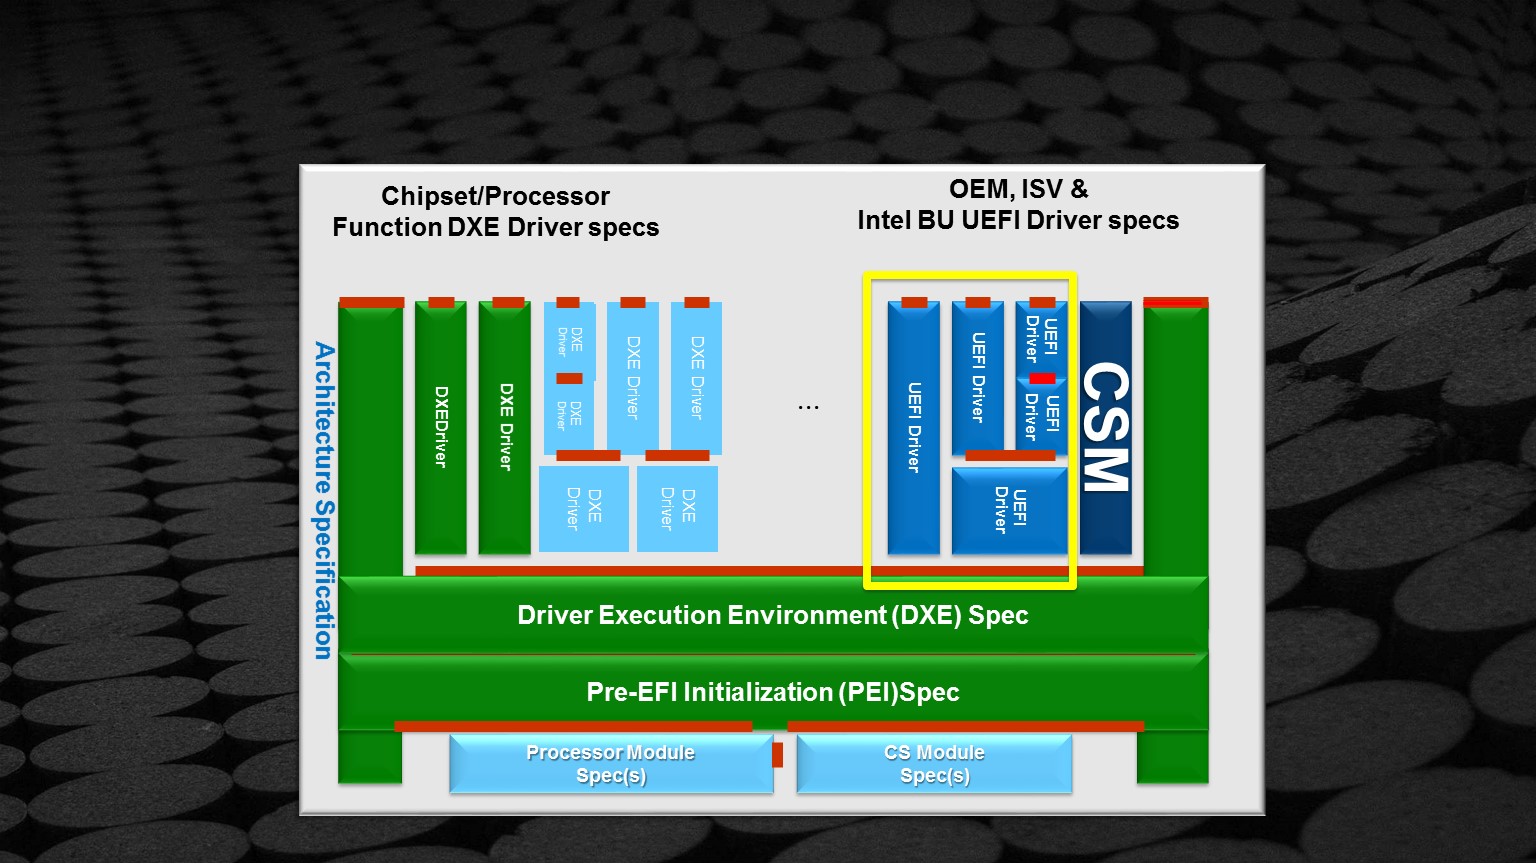 Chipset/Processor
Function DXE Driver specs
OEM, ISV &
Intel BU UEFI Driver specs
Architecture Specification
DXEDriver
DXE Driver
DXE
Driver
DXE
Driver
DXE Driver
DXE Driver
DXE
Driver
DXE
Driver
...
UEFI Driver
UEFI Driver
UEFI
Driver
UEFI
Driver
UEFI
Driver
CSM
Driver Execution Environment (DXE) Spec
Pre-EFI Initialization (PEI)Spec
Processor Module
Spec(s)
CS Module
Spec(s)